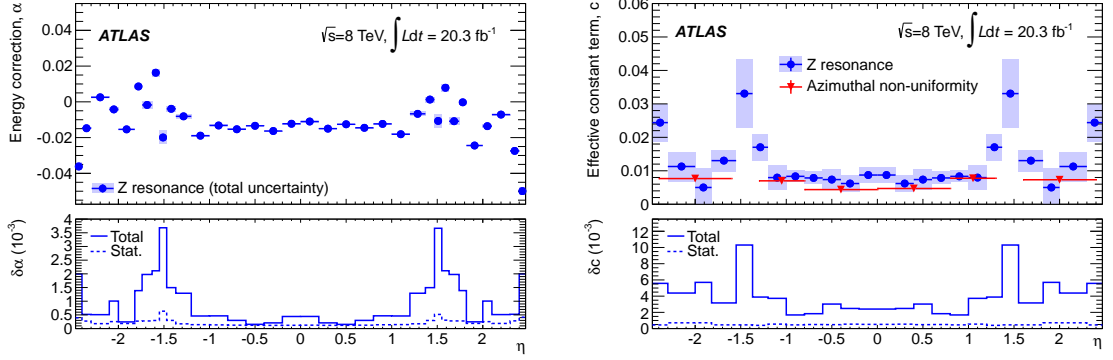 Energy correction, α
0.04
0.02
0
-0.02
-0.04
ATLAS
√s=8 TeV, ∫Ldt = 20.3 fb⁻¹
Z resonance (total uncertainty)
δα (10⁻³)
4
3.5
3
2.5
2
1.5
1
0.5
0
Total
Stat.
-2 -1.5 -1 -0.5 0 0.5 1 1.5 2 η
Effective constant term, c
0.06
0.05
0.04
0.03
0.02
0.01
0
ATLAS
√s=8 TeV, ∫Ldt = 20.3 fb⁻¹
Z resonance
Azimuthal non-uniformity
δc (10⁻³)
12
10
8
6
4
2
0
Total
Stat.
-2 -1.5 -1 -0.5 0 0.5 1 1.5 2 η